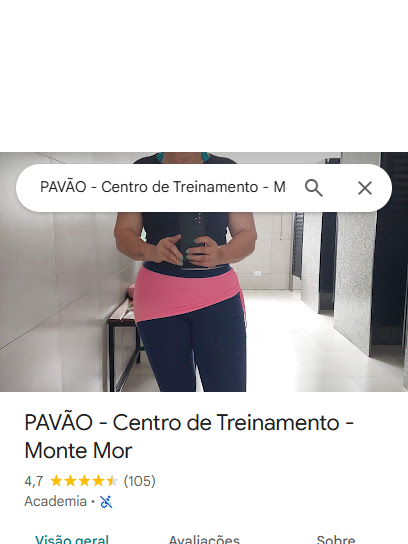 PAVÃO - Centro de Treinamento - M
PAVÃO - Centro de Treinamento -
Monte Mor
4,7 (105)
Academia ·
Visão geral Avaliações Sobre